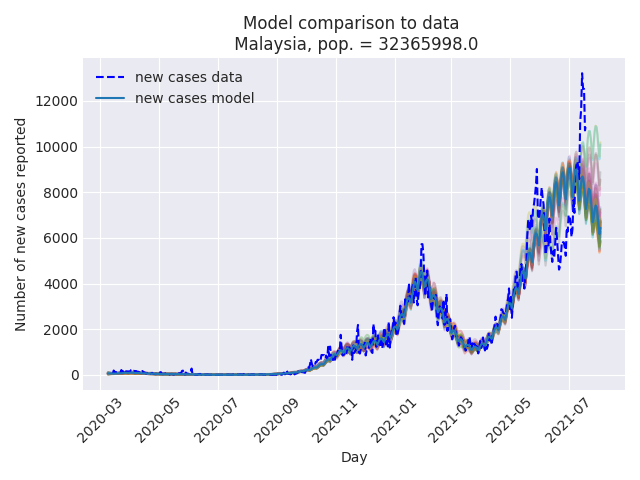 Model comparison to data
Malaysia, pop. = 32365998.0
new cases data
new cases model
Number of new cases reported
12000
10000
8000
6000
4000
2000
0
2020-03
2020-05
2020-07
2020-09
2020-11
2021-01
2021-03
2021-05
2021-07
Day